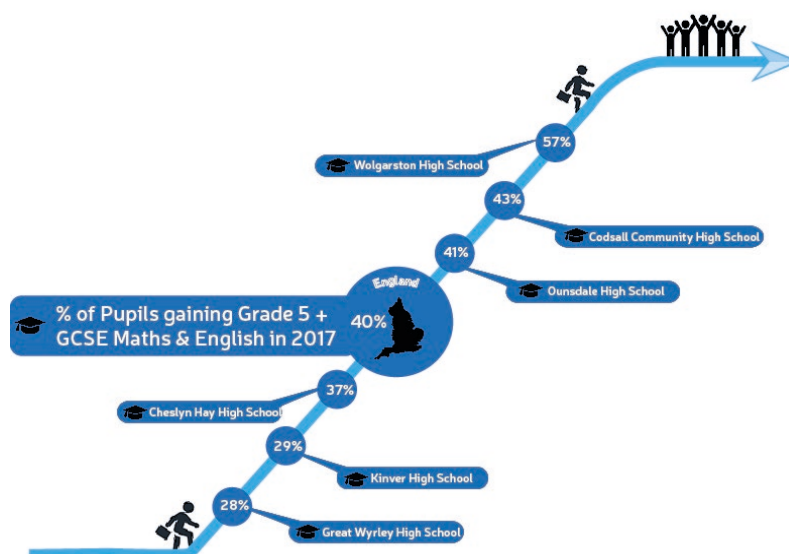 57%
Wolgarston High School
43%
Codsall Community High School
41%
Ounsdale High School
England
40%
% of Pupils gaining Grade 5 +
GCSE Maths & English in 2017
37%
Cheslyn Hay High School
29%
Kinver High School
28%
Great Wyrley High School